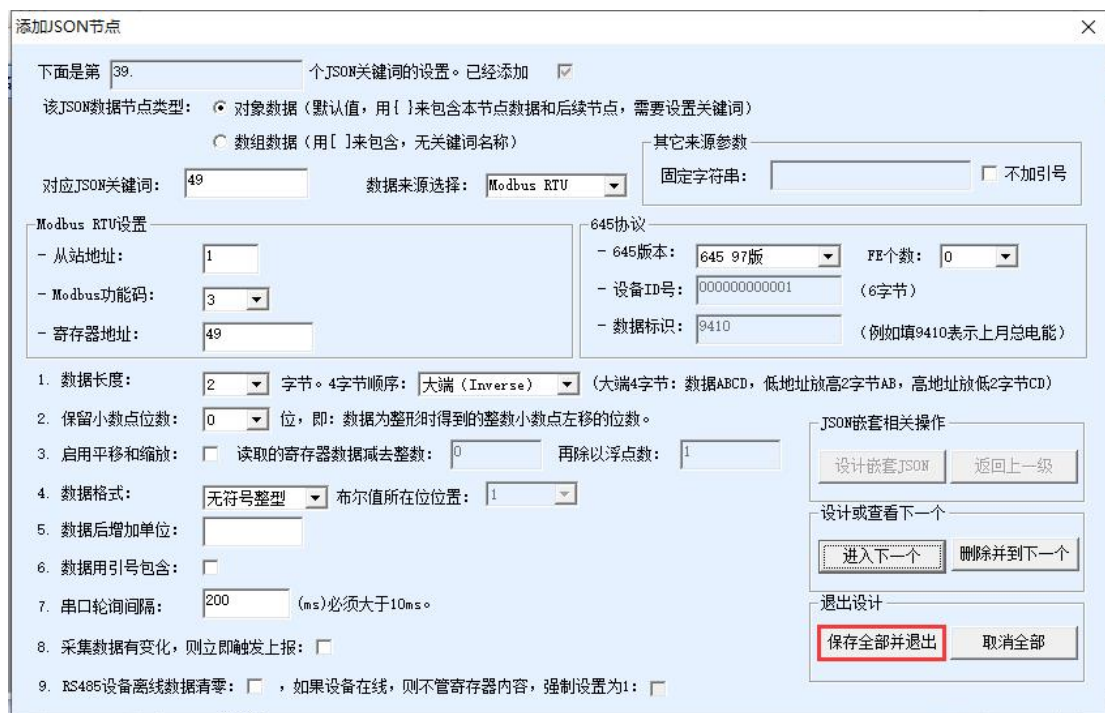 添加JSON节点
下面是第 39. 个JSON关键词的设置。已经添加
该JSON数据节点类型： 对象数据（默认值，用{ }来包含本节点数据和后续节点，需要设置关键词）
数组数据（用[ ]来包含，无关键词名称）
其它来源参数
对应JSON关键词： 49 数据来源选择： Modbus RTU 固定字符串： 不加引号
Modbus RTU设置
- 从站地址： 1
- Modbus功能码： 3
- 寄存器地址： 49
645协议
- 645版本： 645 97版 FE个数： 0
- 设备ID号： 000000000001 （6字节）
- 数据标识： 9410 （例如填9410表示上月总电能）
1. 数据长度： 2 字节。4字节顺序： 大端（Inverse） （大端4字节：数据ABCD，低地址放高2字节AB，高地址放低2字节CD）
2. 保留小数点位数： 0 位，即：数据为整形时得到的整数小数点左移的位数。
3. 启用平移和缩放： 读取的寄存器数据减去整数： 0 再除以浮点数： 1
4. 数据格式： 无符号整型 布尔值所在位位置： 1
5. 数据后增加单位：
6. 数据用引号包含：
7. 串口轮询间隔： 200 (ms)必须大于10ms。
8. 采集数据有变化，则立即触发上报：
9. RS485设备离线数据清零： ，如果设备在线，则不管寄存器内容，强制设置为1：
JSON嵌套相关操作
设计嵌套JSON 返回上一级
设计或查看下一个
进入下一个 删除并到下一个
退出设计
保存全部并退出 取消全部